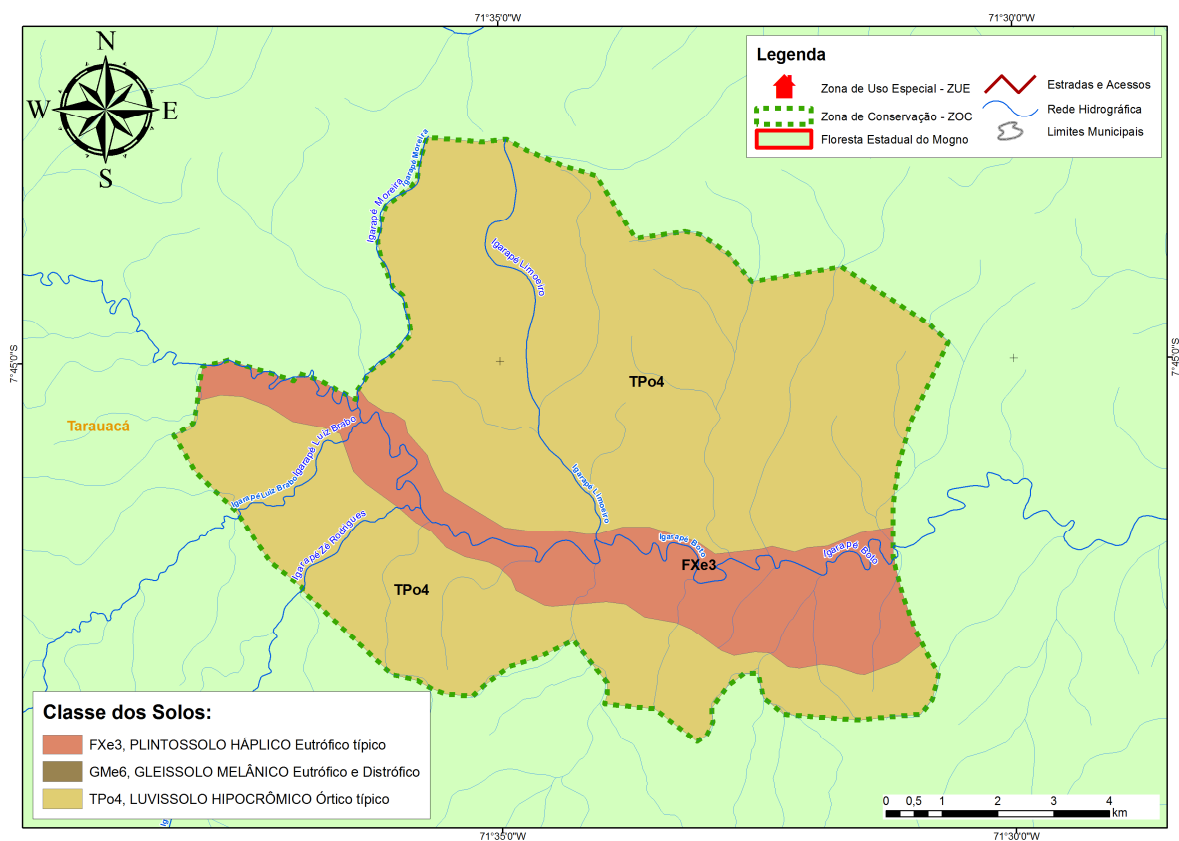 71°35'0"W
71°30'0"W
N
W
E
S
Legenda
Zona de Uso Especial - ZUE
Zona de Conservação - ZOC
Floresta Estadual do Mogno
Estradas e Acessos
Rede Hidrográfica
Limites Municipais
Igarapé Moreira
Igarapé Moreira
Igarapé Limoeiro
7°45'0"S
7°45'0"S
TPo4
Tarauacá
Igarapé Luiz Brabo
Igarapé Luiz Brabo
Igarapé Limoeiro
Igarapé Zé Rodrigues
Igarapé Boto
Igarapé Boto
FXe3
TPo4
Classe dos Solos:
FXe3, PLINTOSSOLO HÁPLICO Eutrófico típico
GMe6, GLEISSOLO MELÂNICO Eutrófico e Distrófico
TPo4, LUVISSOLO HIPOCRÔMICO Órtico típico
0 0,5 1 2 3 4
km
71°35'0"W
71°30'0"W